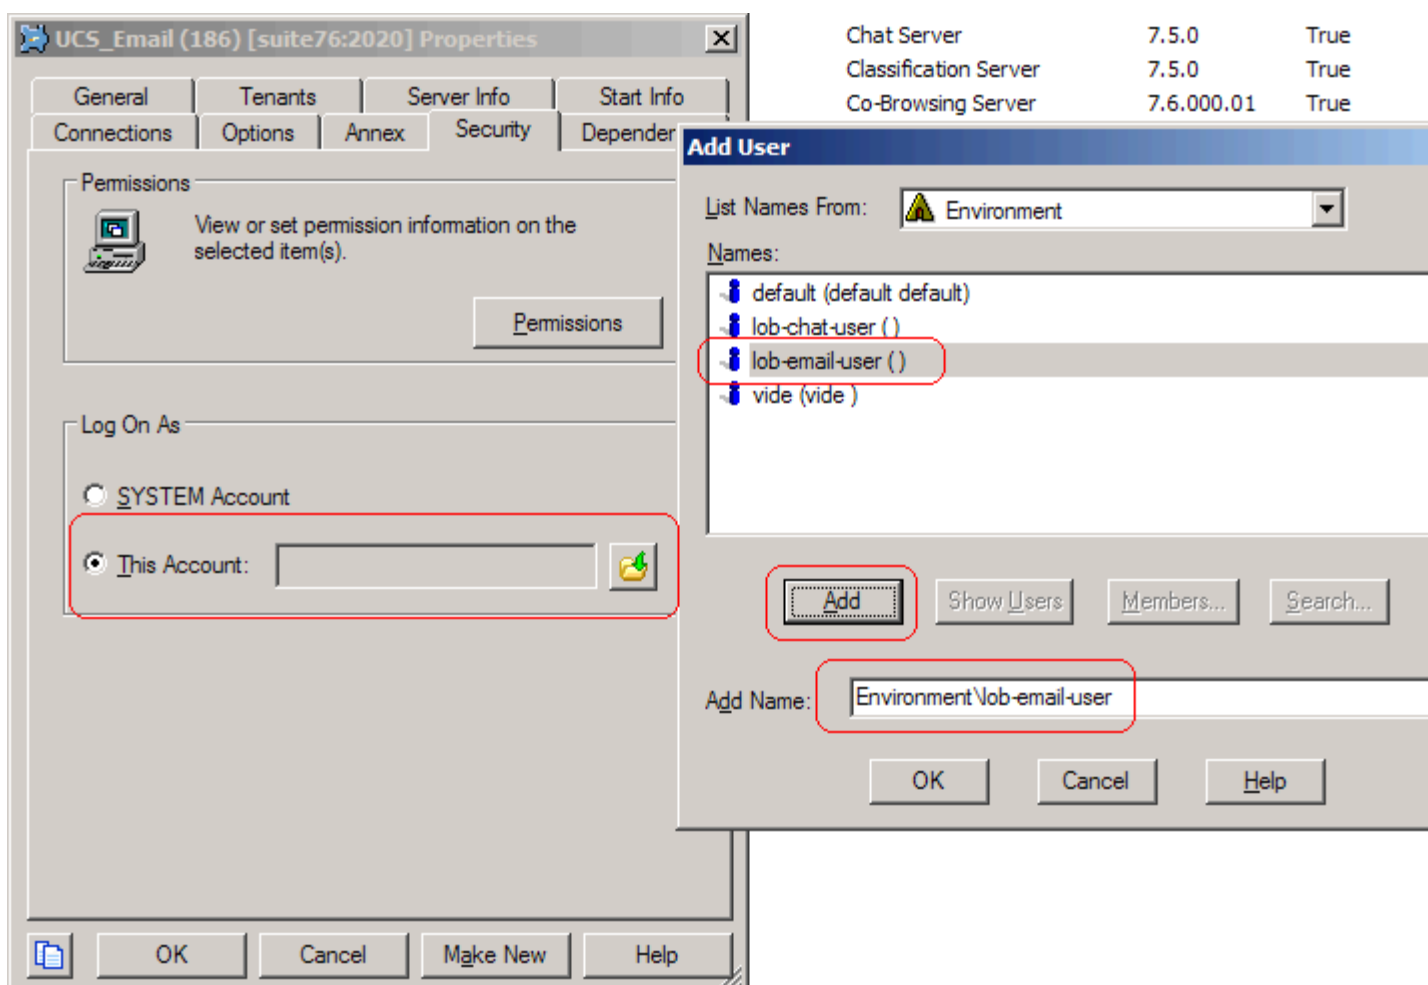 UCS_Email (186) [suite76:2020] Properties
General Tenants Server Info Start Info
Connections Options Annex Security Depender
Permissions
View or set permission information on the
selected item(s).
Permissions
Log On As
SYSTEM Account
This Account:
OK Cancel Make New Help
Chat Server 7.5.0 True
Classification Server 7.5.0 True
Co-Browsing Server 7.6.000.01 True
Add User
List Names From: Environment
Names:
default (default default)
lob-chat-user ( )
lob-email-user ( )
vide (vide )
Add Show Users Members... Search...
Add Name: Environment\lob-email-user
OK Cancel Help